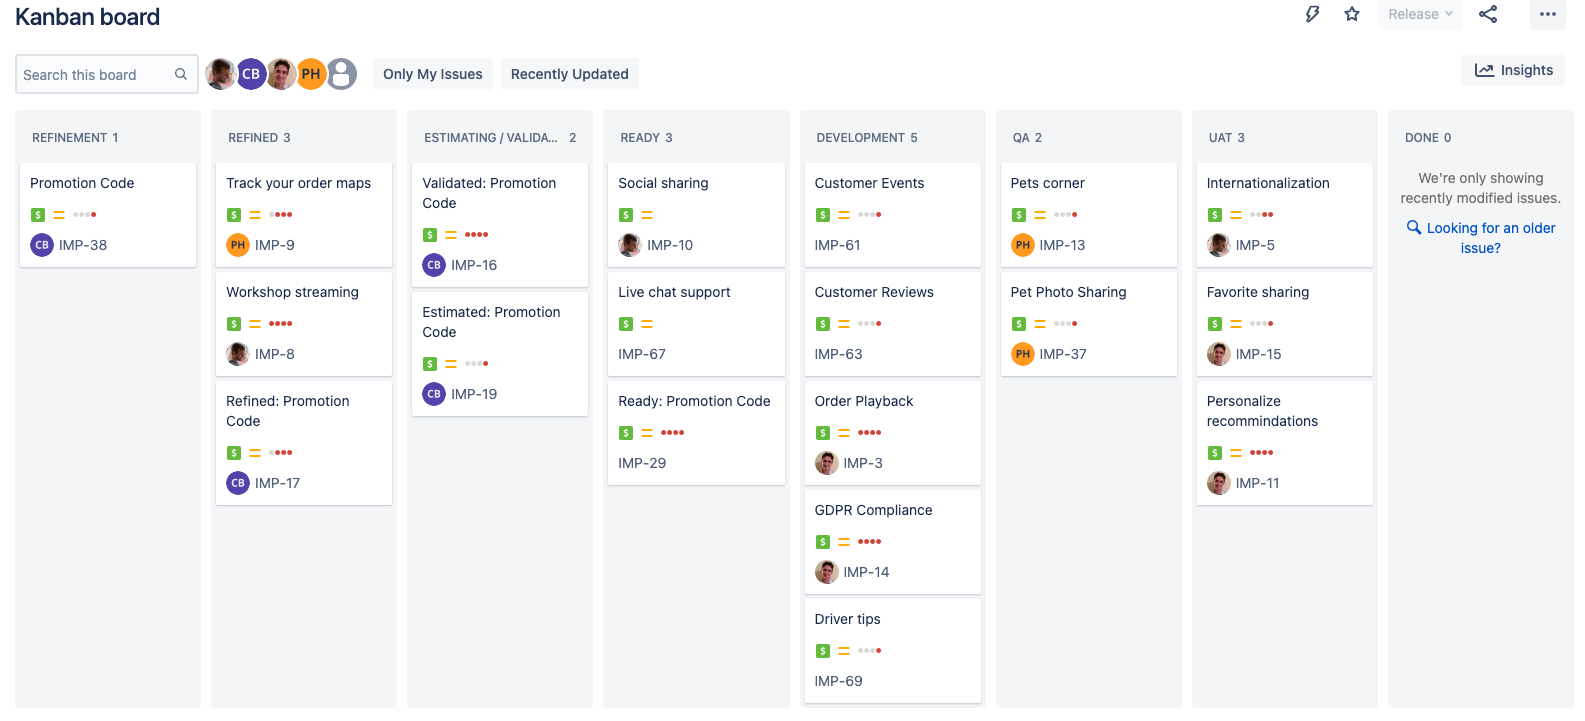 Kanban board
Release
Search this board
CB
PH
Only My Issues
Recently Updated
Insights
REFINEMENT 1
Promotion Code
$
CB IMP-38
REFINED 3
Track your order maps
$
PH IMP-9
Workshop streaming
$
IMP-8
Refined: Promotion
Code
$
CB IMP-17
ESTIMATING / VALIDA... 2
Validated: Promotion
Code
$
CB IMP-16
Estimated: Promotion
Code
$
CB IMP-19
READY 3
Social sharing
$
IMP-10
Live chat support
$
IMP-67
Ready: Promotion Code
$
IMP-29
DEVELOPMENT 5
Customer Events
$
IMP-61
Customer Reviews
$
IMP-63
Order Playback
$
IMP-3
GDPR Compliance
$
IMP-14
Driver tips
$
IMP-69
QA 2
Pets corner
$
PH IMP-13
Pet Photo Sharing
$
PH IMP-37
UAT 3
Internationalization
$
IMP-5
Favorite sharing
$
IMP-15
Personalize
recommindations
$
IMP-11
DONE 0
We're only showing
recently modified issues.
Looking for an older
issue?